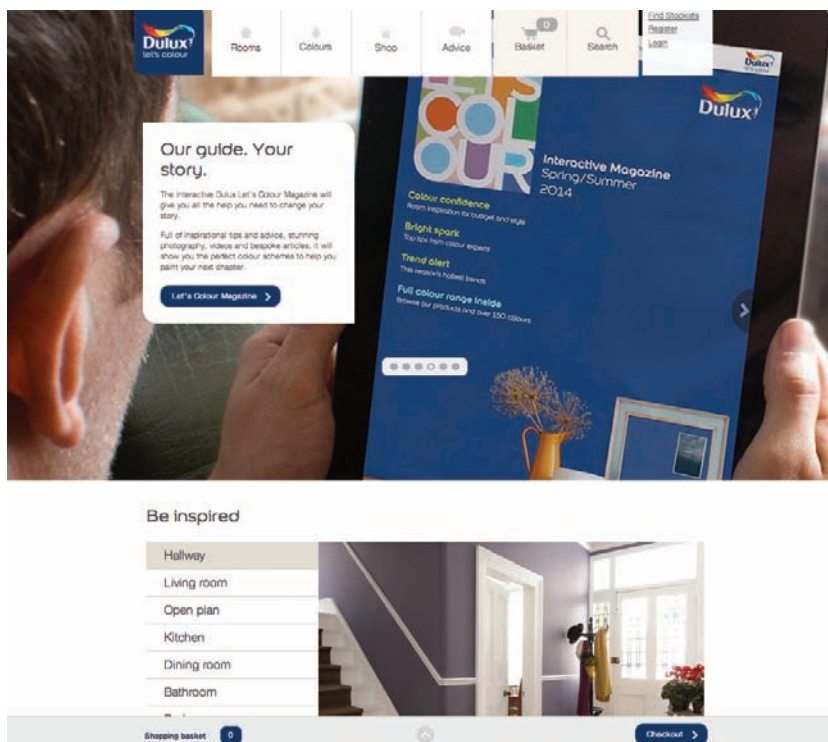 Dulux
let's colour
Rooms
Colours
Shop
Advice
0
Basket
Search
Find Stockists
Register
Login
Our guide. Your
story.
The interactive Dulux Let's Colour Magazine will
give you all the help you need to change your
story.
Full of inspirational tips and advice, stunning
photography, videos and bespoke articles, it will
show you the perfect colour schemes to help you
paint your next chapter.
Let's Colour Magazine
Dulux
let's colour
Dulux
COL
OUR
Interactive Magazine
Spring/Summer
2014
Colour confidence
Room inspiration for budget and style
Bright spark
Top tips from colour experts
Trend alert
This season's hottest trends
Full colour range inside
Browse our products and over 150 colours
Be inspired
Hallway
Living room
Open plan
Kitchen
Dining room
Bathroom
Shopping basket 0
Checkout